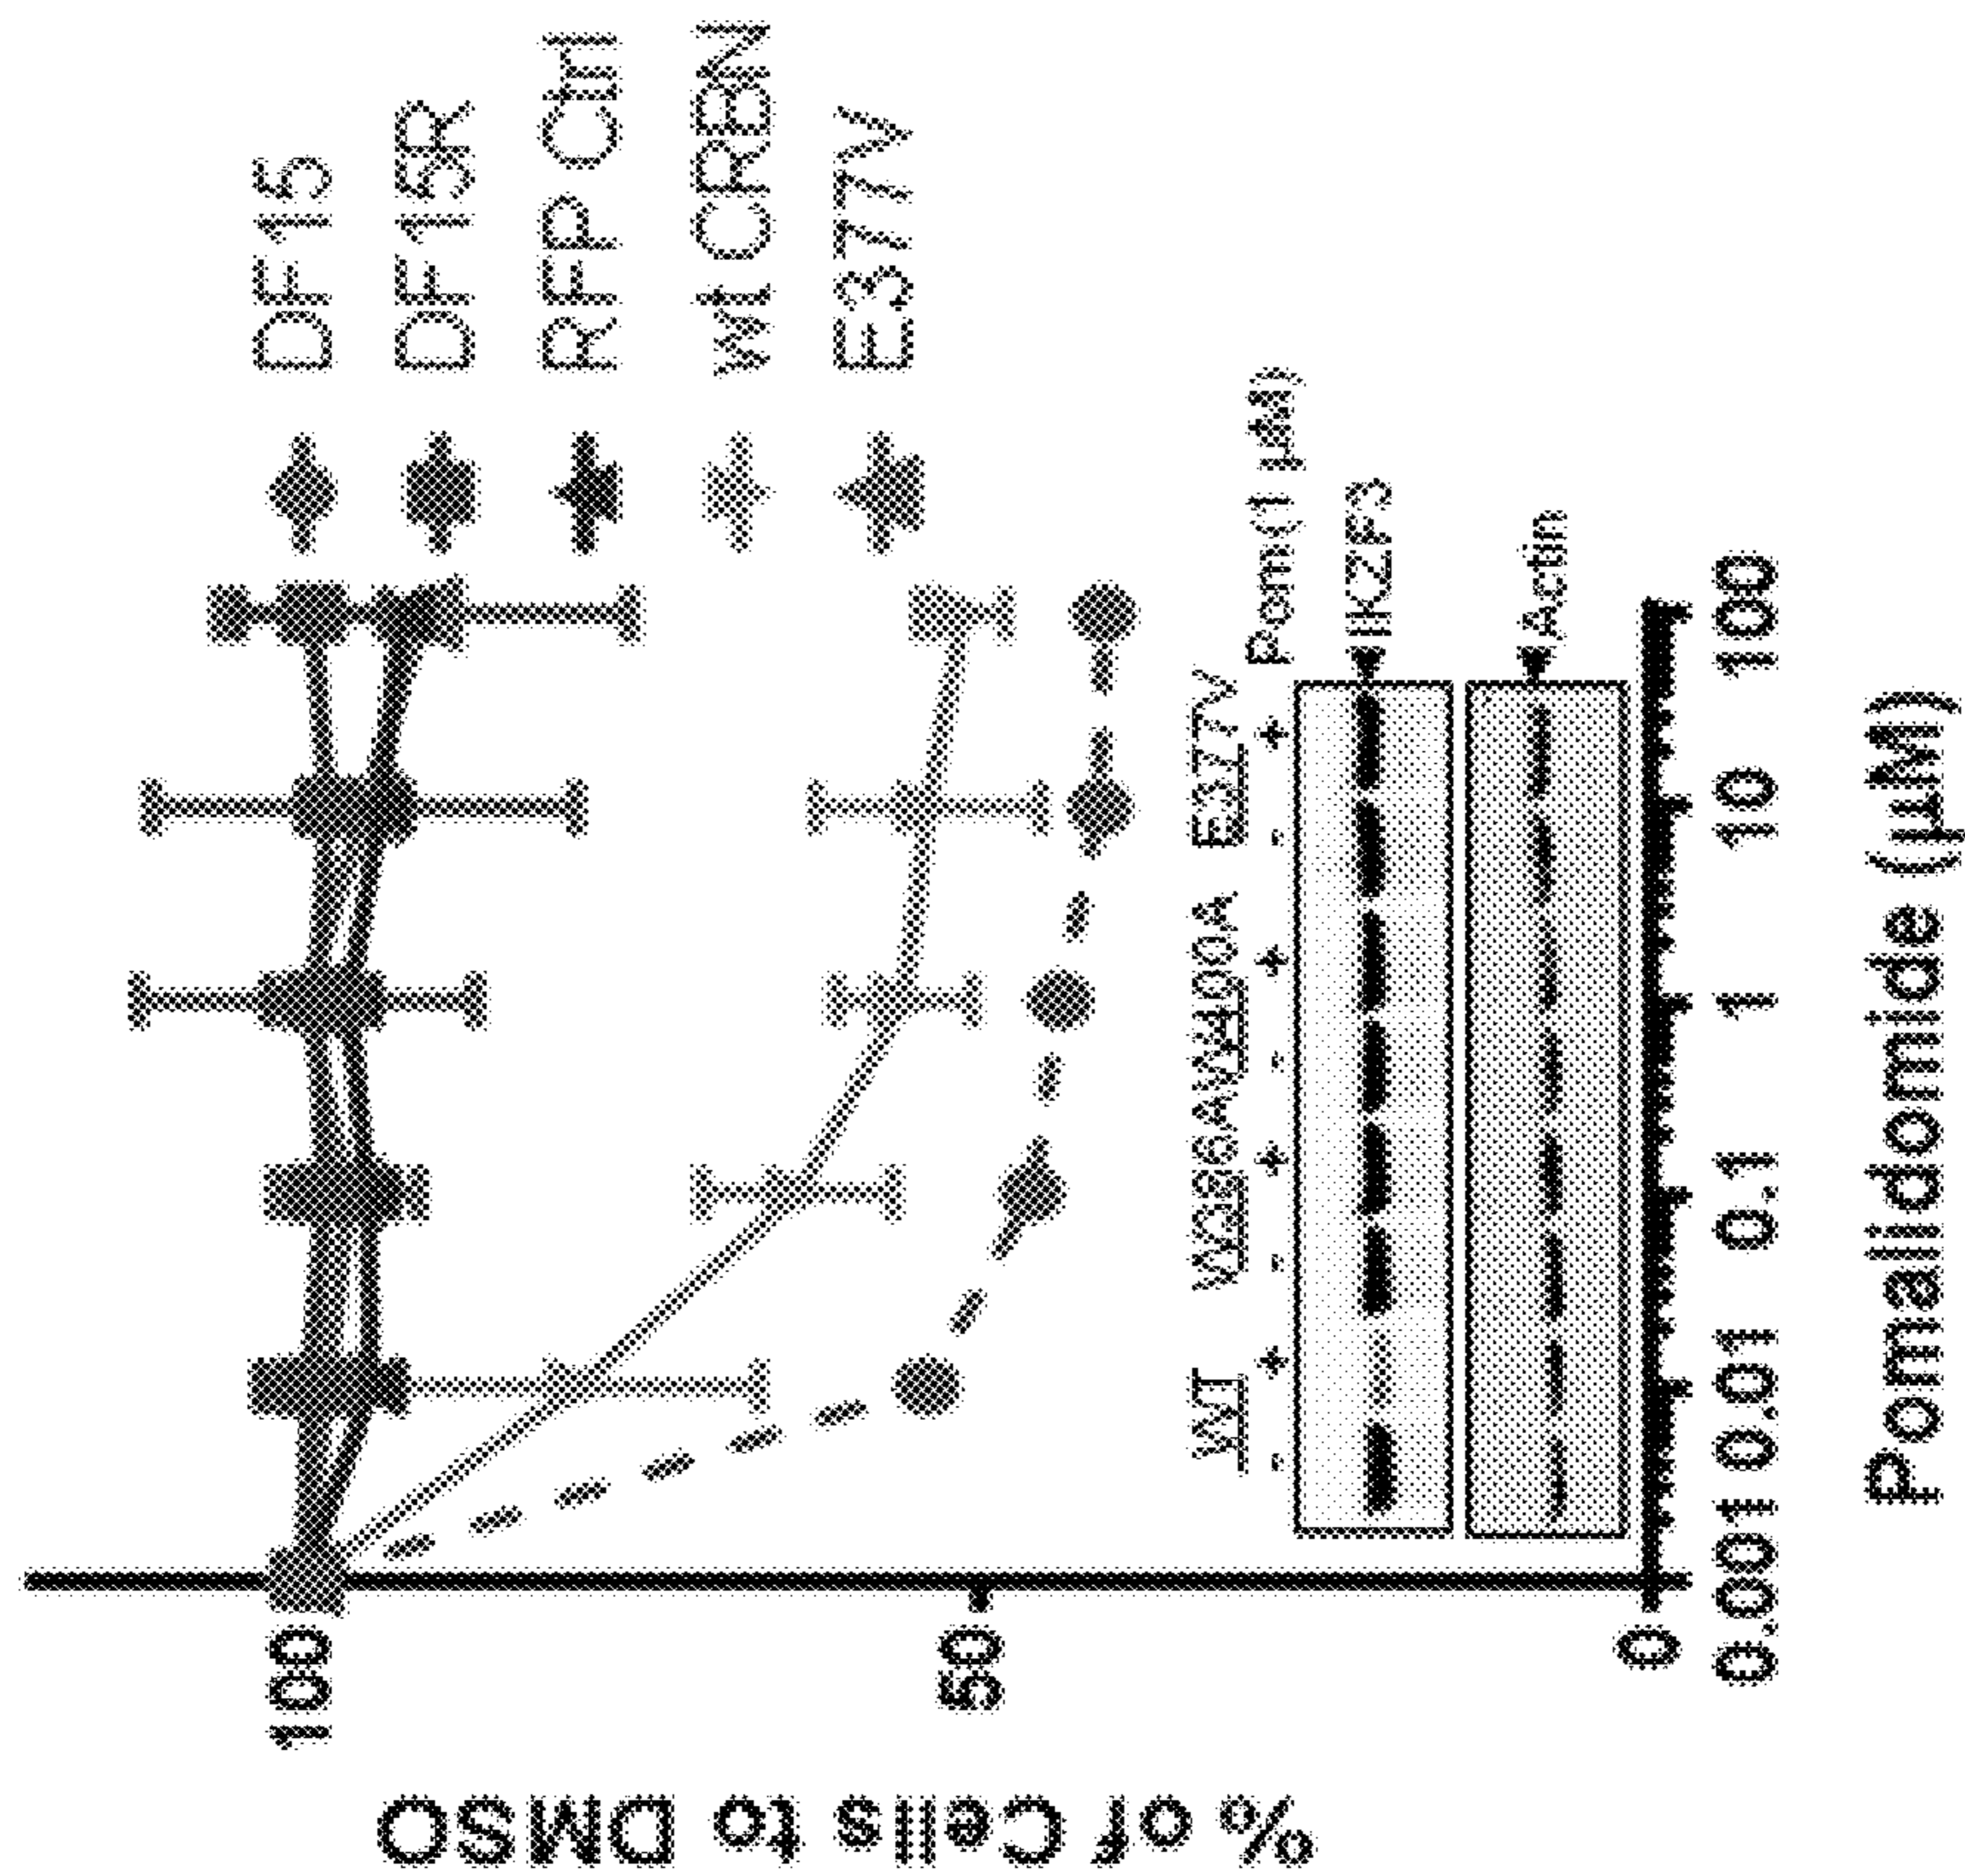 % of Cells to DMSO
100
50
0
DF15
DF15R
RFP Ctrl
wt CRBN
E377V
WT W286A W400A E377V
- + - + - + - + Pom(1 µM)
IKZF3
Actin
0.001 0.01 0.1 1 10 100
Pomalidomide (µM)